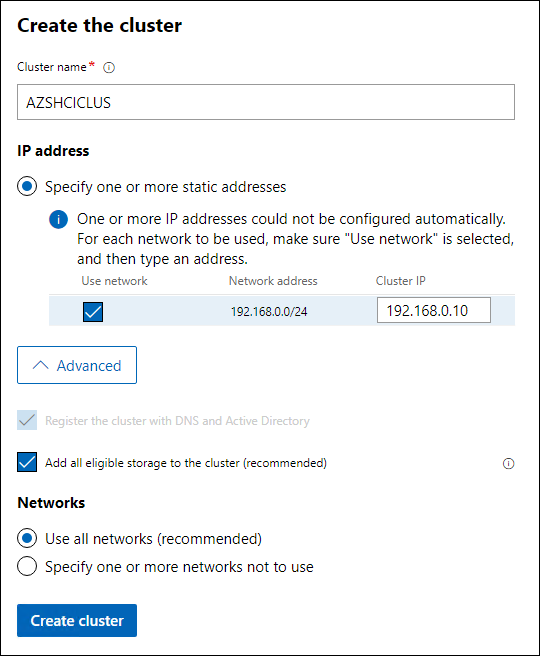 Create the cluster
Cluster name*
AZSHCICLUS
IP address
Specify one or more static addresses
One or more IP addresses could not be configured automatically.
For each network to be used, make sure "Use network" is selected,
and then type an address.
Use network Network address Cluster IP
192.168.0.0/24 192.168.0.10
Advanced
Register the cluster with DNS and Active Directory
Add all eligible storage to the cluster (recommended)
Networks
Use all networks (recommended)
Specify one or more networks not to use
Create cluster